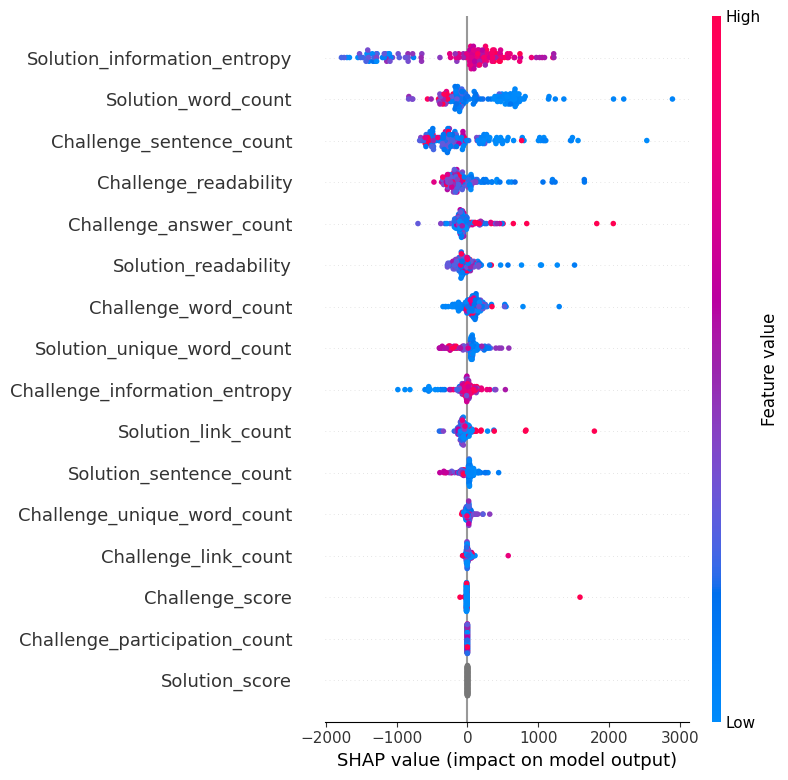 High
Solution_information_entropy
Solution_word_count
Challenge_sentence_count
Challenge_readability
Challenge_answer_count
Solution_readability
Challenge_word_count
Solution_unique_word_count
Challenge_information_entropy
Solution_link_count
Solution_sentence_count
Challenge_unique_word_count
Challenge_link_count
Challenge_score
Challenge_participation_count
Solution_score
Feature value
Low
−2000 −1000 0 1000 2000 3000
SHAP value (impact on model output)